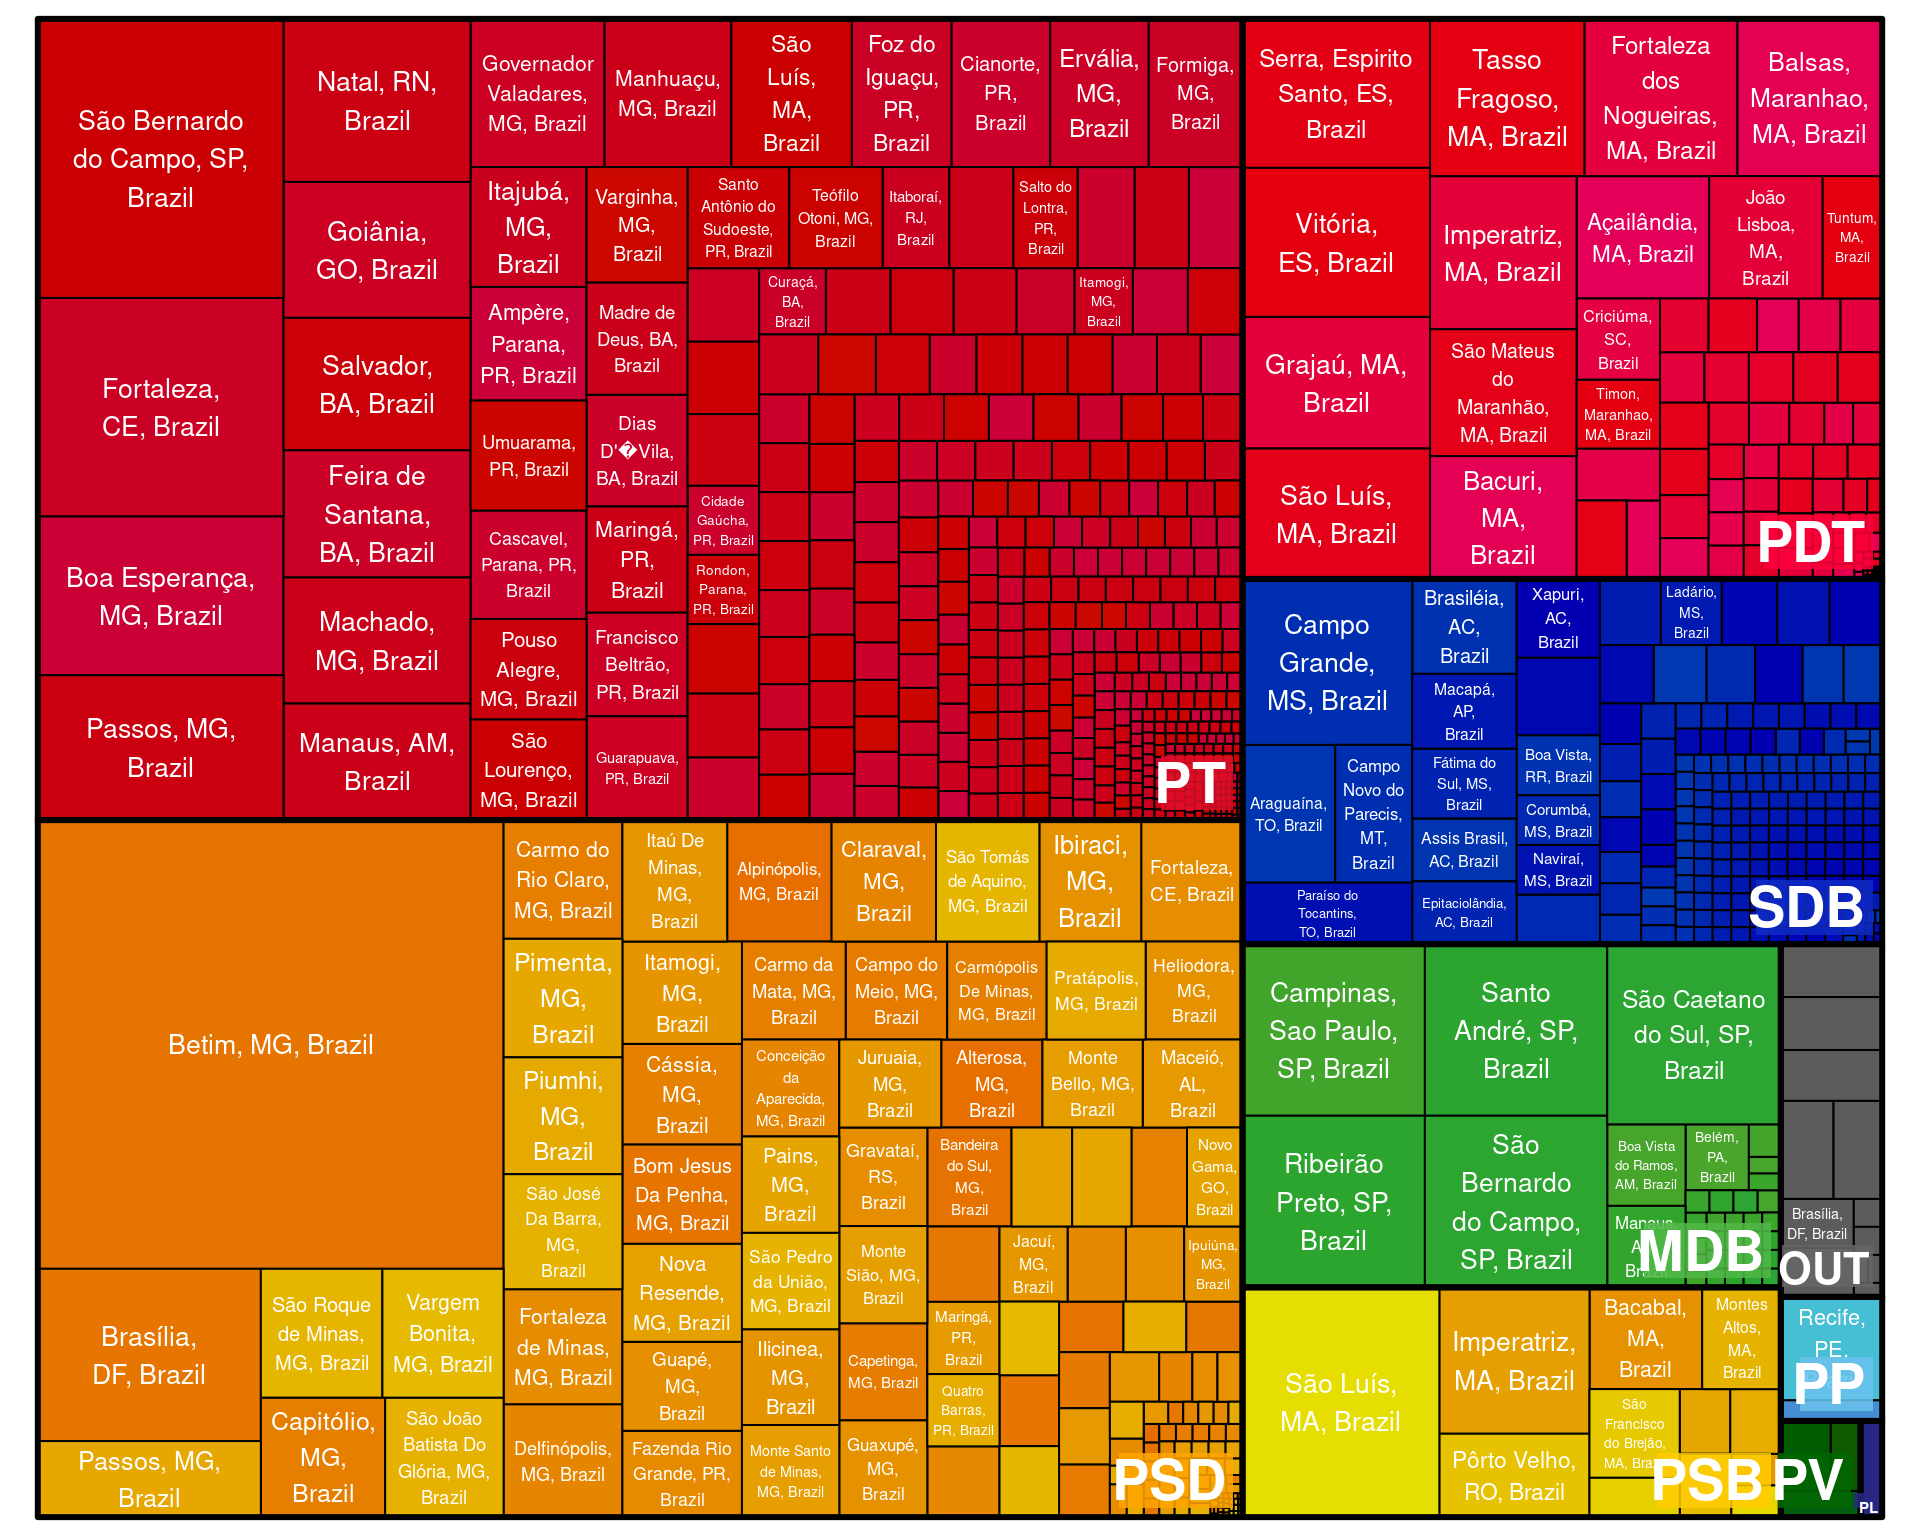 São Bernardo
do Campo, SP,
Brazil
Fortaleza,
CE, Brazil
Boa Esperança,
MG, Brazil
Passos, MG,
Brazil
Natal, RN,
Brazil
Goiânia,
GO, Brazil
Salvador,
BA, Brazil
Feira de
Santana,
BA, Brazil
Machado,
MG, Brazil
Manaus, AM,
Brazil
Governador
Valadares,
MG, Brazil
Manhuaçu,
MG, Brazil
São
Luís,
MA,
Brazil
Foz do
Iguaçu,
PR,
Brazil
Cianorte,
PR,
Brazil
Ervália,
MG,
Brazil
Formiga,
MG,
Brazil
Itajubá,
MG,
Brazil
Ampère,
Parana,
PR, Brazil
Umuarama,
PR, Brazil
Cascavel,
Parana, PR,
Brazil
Pouso
Alegre,
MG, Brazil
São
Lourenço,
MG, Brazil
Varginha,
MG,
Brazil
Madre de
Deus, BA,
Brazil
Dias
D'�Vila,
BA, Brazil
Maringá,
PR,
Brazil
Francisco
Beltrão,
PR, Brazil
Guarapuava,
PR, Brazil
Santo
Antônio do
Sudoeste,
PR, Brazil
Teófilo
Otoni, MG,
Brazil
Itaboraí,
RJ,
Brazil
Salto do
Lontra,
PR,
Brazil
Curaçá,
BA,
Brazil
Itamogi,
MG,
Brazil
Cidade
Gaúcha,
PR, Brazil
Rondon,
Parana,
PR, Brazil
PT
Serra, Espirito
Santo, ES,
Brazil
Vitória,
ES, Brazil
Grajaú, MA,
Brazil
São Luís,
MA, Brazil
Tasso
Fragoso,
MA, Brazil
Fortaleza
dos
Nogueiras,
MA, Brazil
Balsas,
Maranhao,
MA, Brazil
Imperatriz,
MA, Brazil
São Mateus
do
Maranhão,
MA, Brazil
Bacuri,
MA,
Brazil
Açailândia,
MA, Brazil
João
Lisboa,
MA,
Brazil
Tuntum,
MA,
Brazil
Criciúma,
SC,
Brazil
Timon,
Maranhao,
MA, Brazil
PDT
Campo
Grande,
MS, Brazil
Araguaína,
TO, Brazil
Campo
Novo do
Parecis,
MT,
Brazil
Paraíso do
Tocantins,
TO, Brazil
Brasiléia,
AC,
Brazil
Macapá,
AP,
Brazil
Fátima do
Sul, MS,
Brazil
Assis Brasil,
AC, Brazil
Epitaciolândia,
AC, Brazil
Xapuri,
AC,
Brazil
Boa Vista,
RR, Brazil
Corumbá,
MS, Brazil
Naviraí,
MS, Brazil
Ladário,
MS,
Brazil
SDB
Betim, MG, Brazil
Brasília,
DF, Brazil
Passos, MG,
Brazil
São Roque
de Minas,
MG, Brazil
Vargem
Bonita,
MG, Brazil
Capitólio,
MG,
Brazil
São João
Batista Do
Glória, MG,
Brazil
Carmo do
Rio Claro,
MG, Brazil
Pimenta,
MG,
Brazil
Piumhi,
MG,
Brazil
São José
Da Barra,
MG,
Brazil
Fortaleza
de Minas,
MG, Brazil
Delfinópolis,
MG, Brazil
Itaú De
Minas,
MG,
Brazil
Alpinópolis,
MG, Brazil
Claraval,
MG,
Brazil
São Tomás
de Aquino,
MG, Brazil
Ibiraci,
MG,
Brazil
Fortaleza,
CE, Brazil
Itamogi,
MG,
Brazil
Cássia,
MG,
Brazil
Bom Jesus
Da Penha,
MG, Brazil
Nova
Resende,
MG, Brazil
Guapé,
MG,
Brazil
Fazenda Rio
Grande, PR,
Brazil
Carmo da
Mata, MG,
Brazil
Campo do
Meio, MG,
Brazil
Carmópolis
De Minas,
MG, Brazil
Pratápolis,
MG, Brazil
Heliodora,
MG,
Brazil
Conceição
da
Aparecida,
MG, Brazil
Pains,
MG,
Brazil
São Pedro
da União,
MG, Brazil
Ilicinea,
MG,
Brazil
Monte Santo
de Minas,
MG, Brazil
Juruaia,
MG,
Brazil
Alterosa,
MG,
Brazil
Monte
Bello, MG,
Brazil
Maceió,
AL,
Brazil
Gravataí,
RS,
Brazil
Monte
Sião, MG,
Brazil
Capetinga,
MG, Brazil
Guaxupé,
MG,
Brazil
Bandeira
do Sul,
MG,
Brazil
Novo
Gama,
GO,
Brazil
Jacuí,
MG,
Brazil
Ipuiúna,
MG,
Brazil
Maringá,
PR,
Brazil
Quatro
Barras,
PR, Brazil
PSD
Campinas,
Sao Paulo,
SP, Brazil
Santo
André, SP,
Brazil
São Caetano
do Sul, SP,
Brazil
Ribeirão
Preto, SP,
Brazil
São
Bernardo
do Campo,
SP, Brazil
Boa Vista
do Ramos,
AM, Brazil
Belém,
PA,
Brazil
Manaus,
MDB
Brasília,
DF, Brazil
OUT
São Luís,
MA, Brazil
Imperatriz,
MA, Brazil
Pôrto Velho,
RO, Brazil
Bacabal,
MA,
Brazil
Montes
Altos,
MA,
Brazil
São
Francisco
do Brejão,
MA, Brazil
PSB
Recife,
PE,
PP
PV
PL